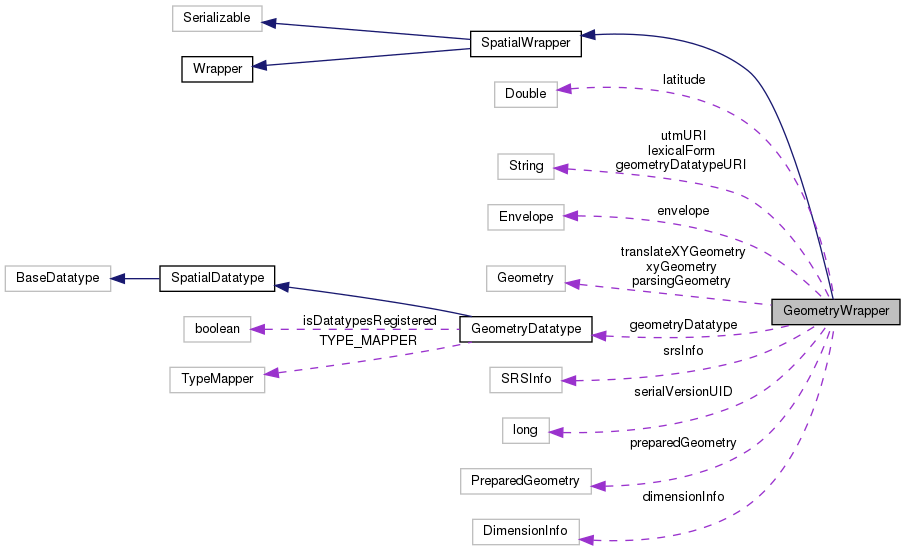 Serializable
SpatialWrapper
Wrapper
latitude
Double
utmURI
lexicalForm
geometryDatatypeURI
String
envelope
Envelope
translateXYGeometry
xyGeometry
parsingGeometry
Geometry
BaseDatatype
SpatialDatatype
GeometryWrapper
isDatatypesRegistered
boolean
GeometryDatatype
geometryDatatype
TYPE_MAPPER
srsInfo
TypeMapper
SRSInfo
serialVersionUID
long
preparedGeometry
PreparedGeometry
dimensionInfo
DimensionInfo